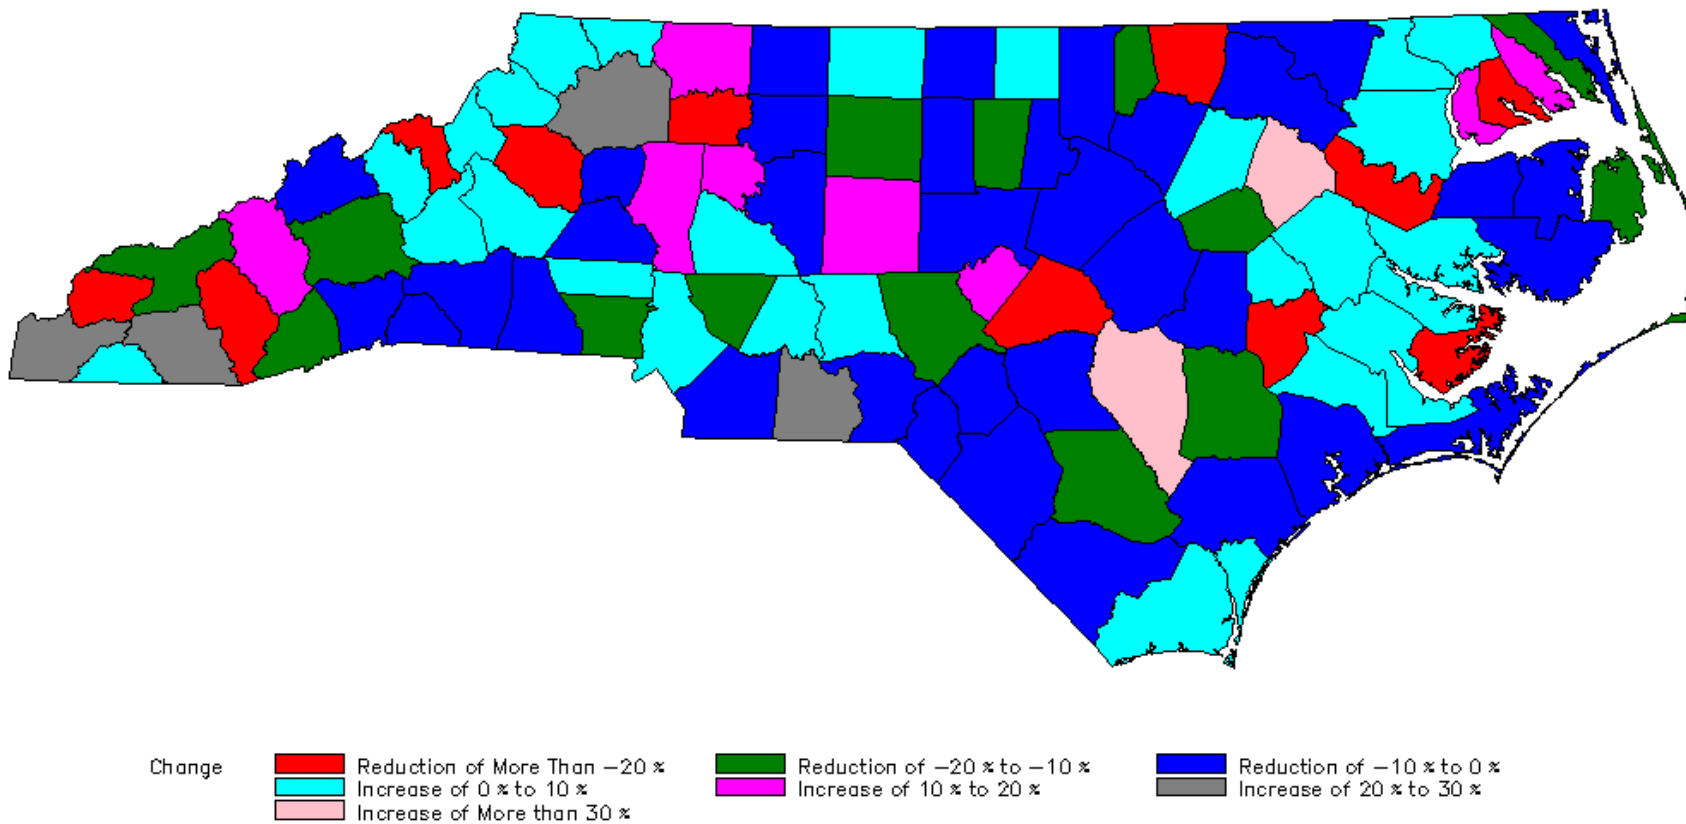 Change Reduction of More Than −20 % Reduction of −20 % to −10 % Reduction of −10 % to 0 %
Increase of 0 % to 10 % Increase of 10 % to 20 % Increase of 20 % to 30 %
Increase of More than 30 %